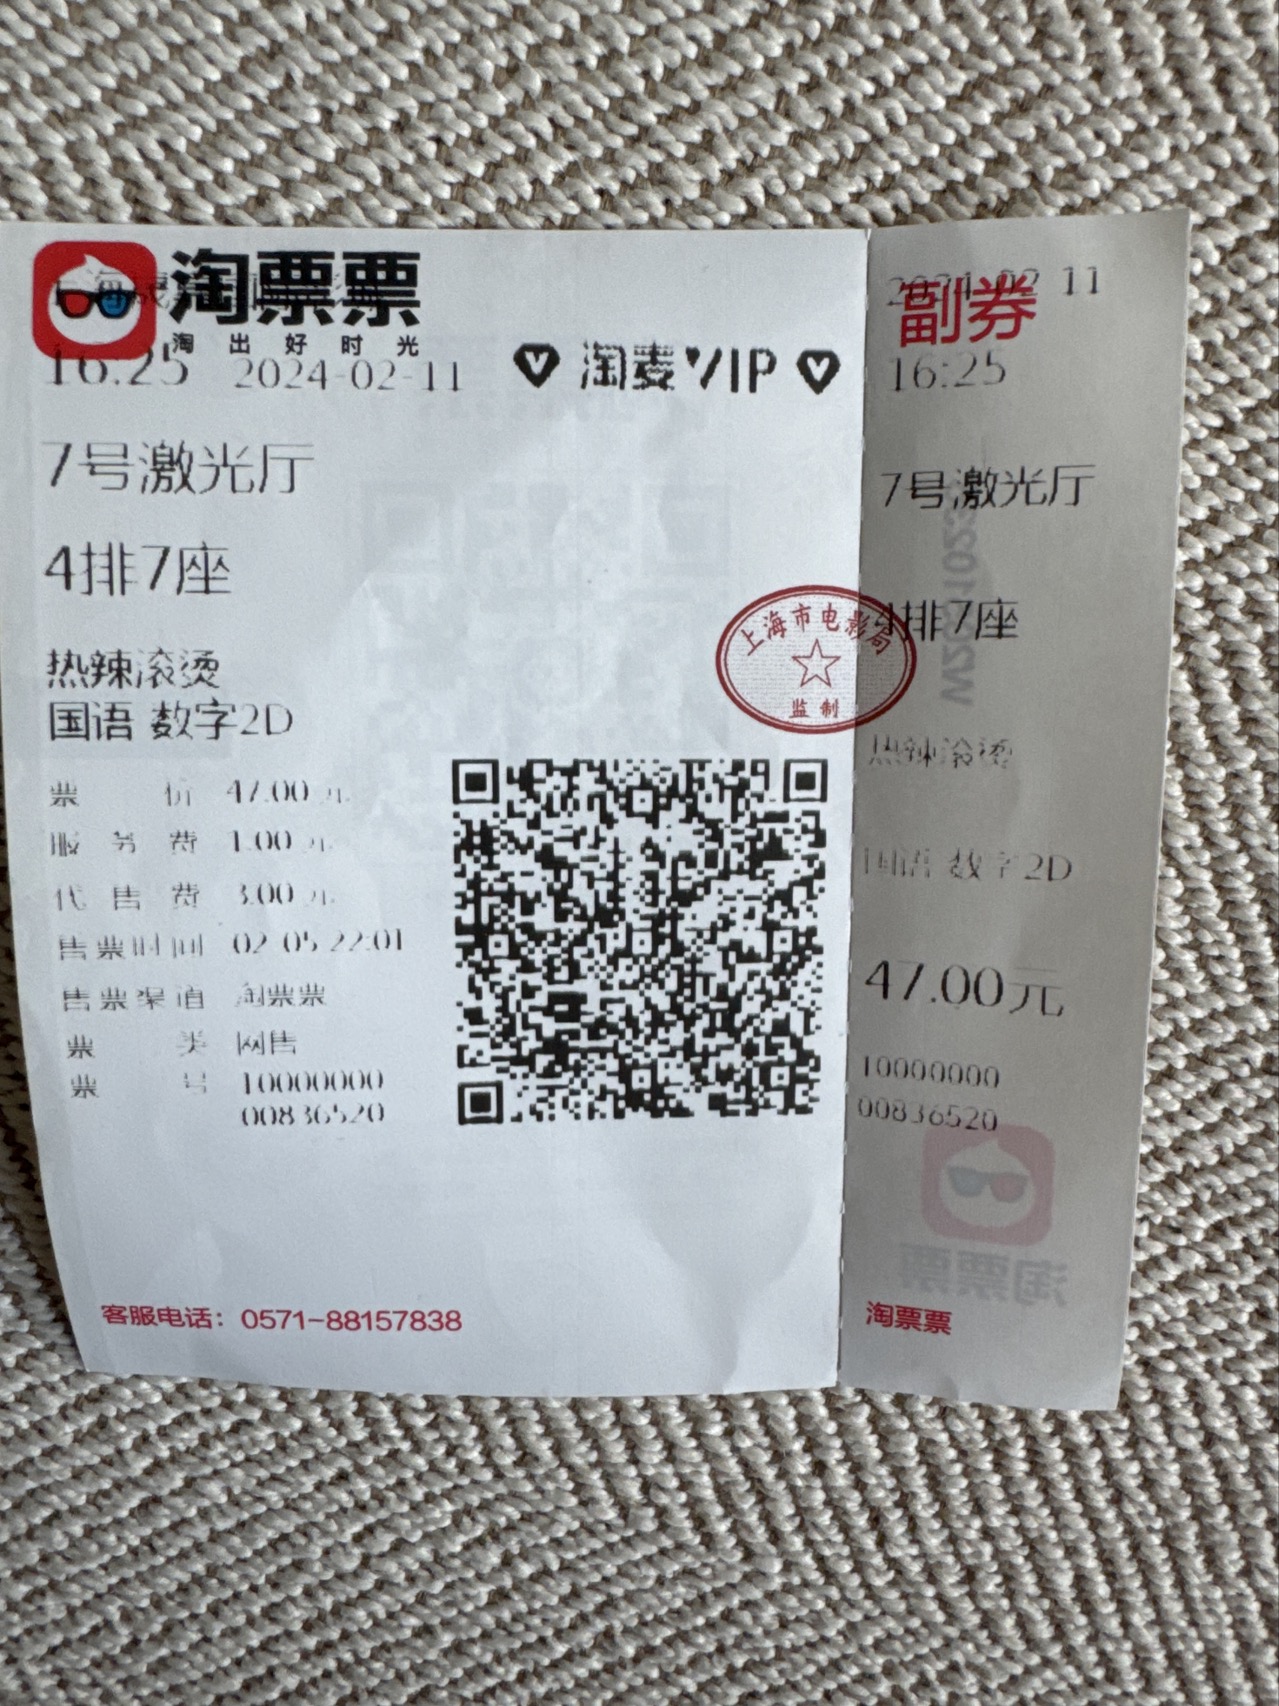 淘票票
淘出好时光
16:25 2024-02-11
淘麦VIP
7号激光厅
4排7座
热辣滚烫
国语 数字2D
票价 47.00元
服务费 1.00元
代售费 3.00元
售票时间 02-05 22:01
售票渠道 淘票票
票类 网售
票号 10000000
00836520
客服电话：0571-88157838
上海市电影局
监制
副券
2024-02-11
16:25
7号激光厅
4排7座
热辣滚烫
国语 数字2D
47.00元
10000000
00836520
淘票票
淘票票